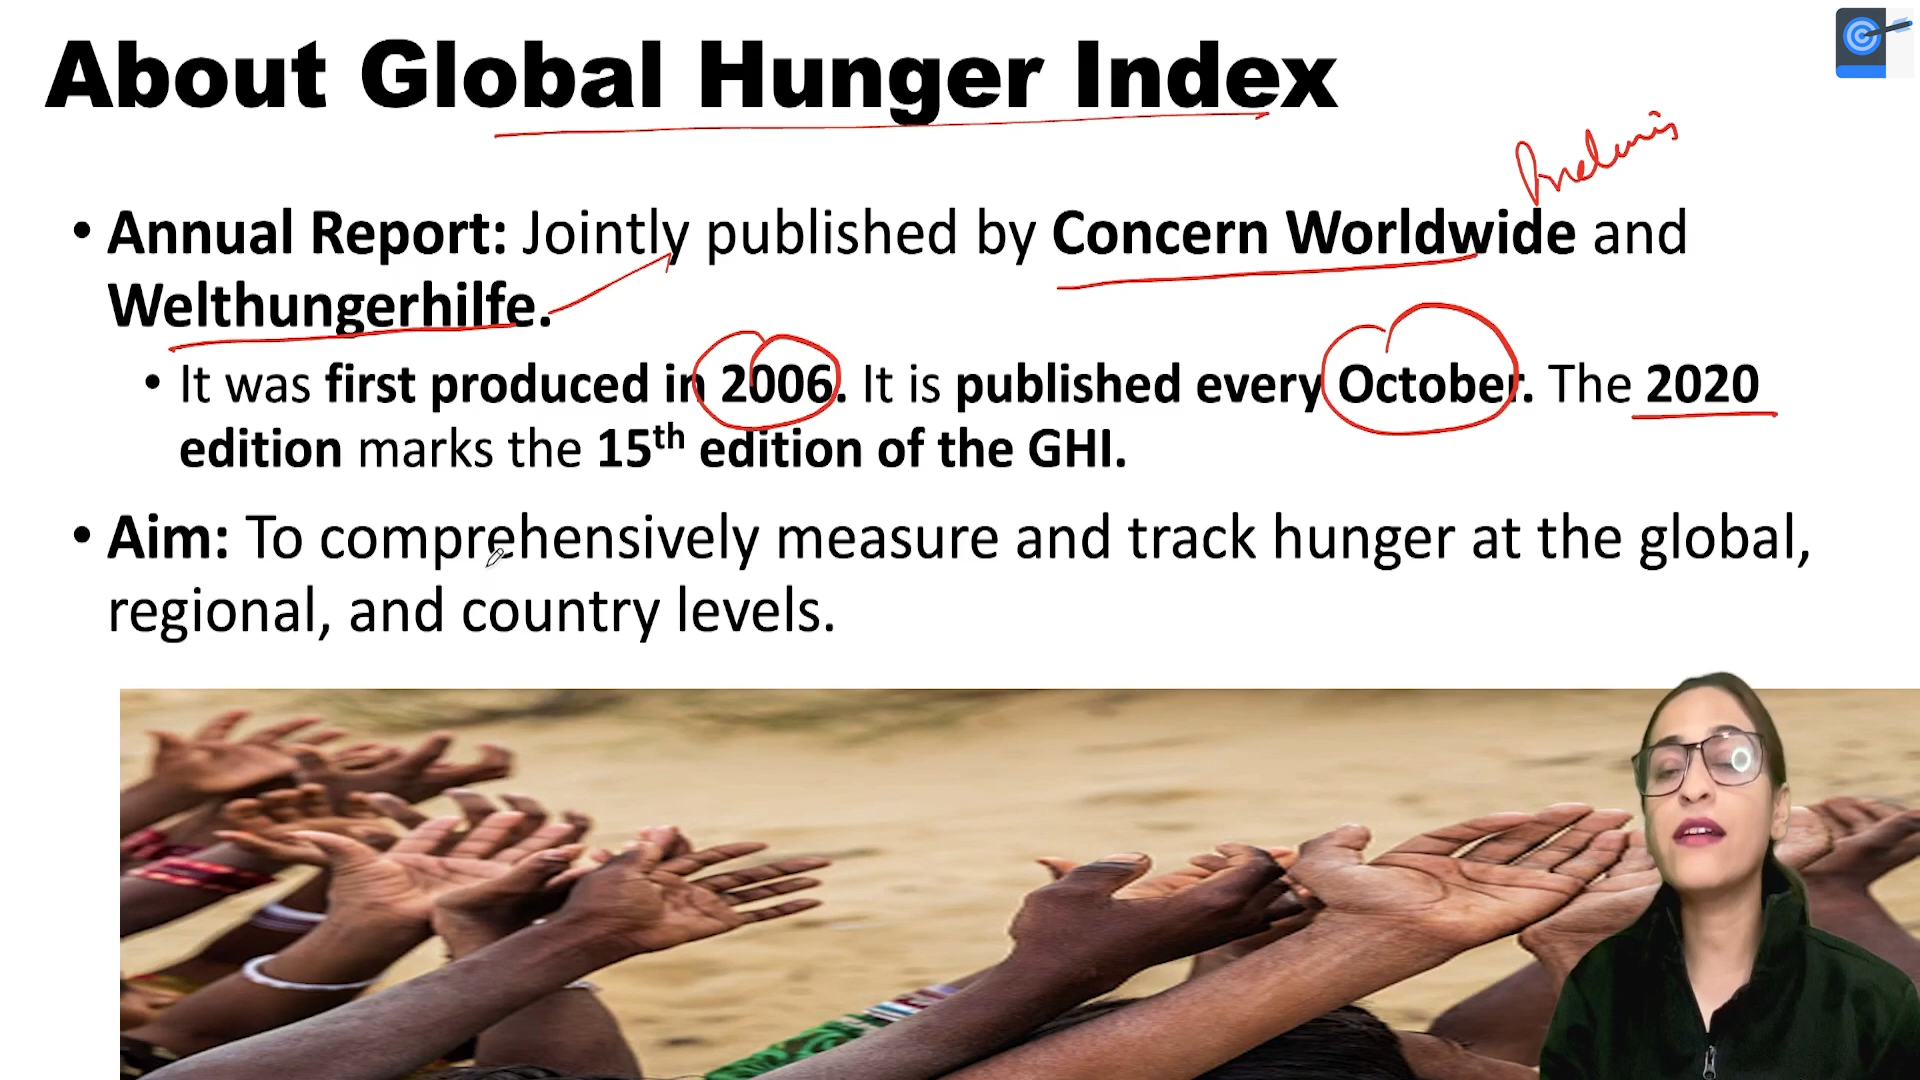 About Global Hunger Index
Prelims
• Annual Report: Jointly published by Concern Worldwide and
Welthungerhilfe.
• It was first produced in 2006. It is published every October. The 2020
edition marks the 15th edition of the GHI.
• Aim: To comprehensively measure and track hunger at the global,
regional, and country levels.